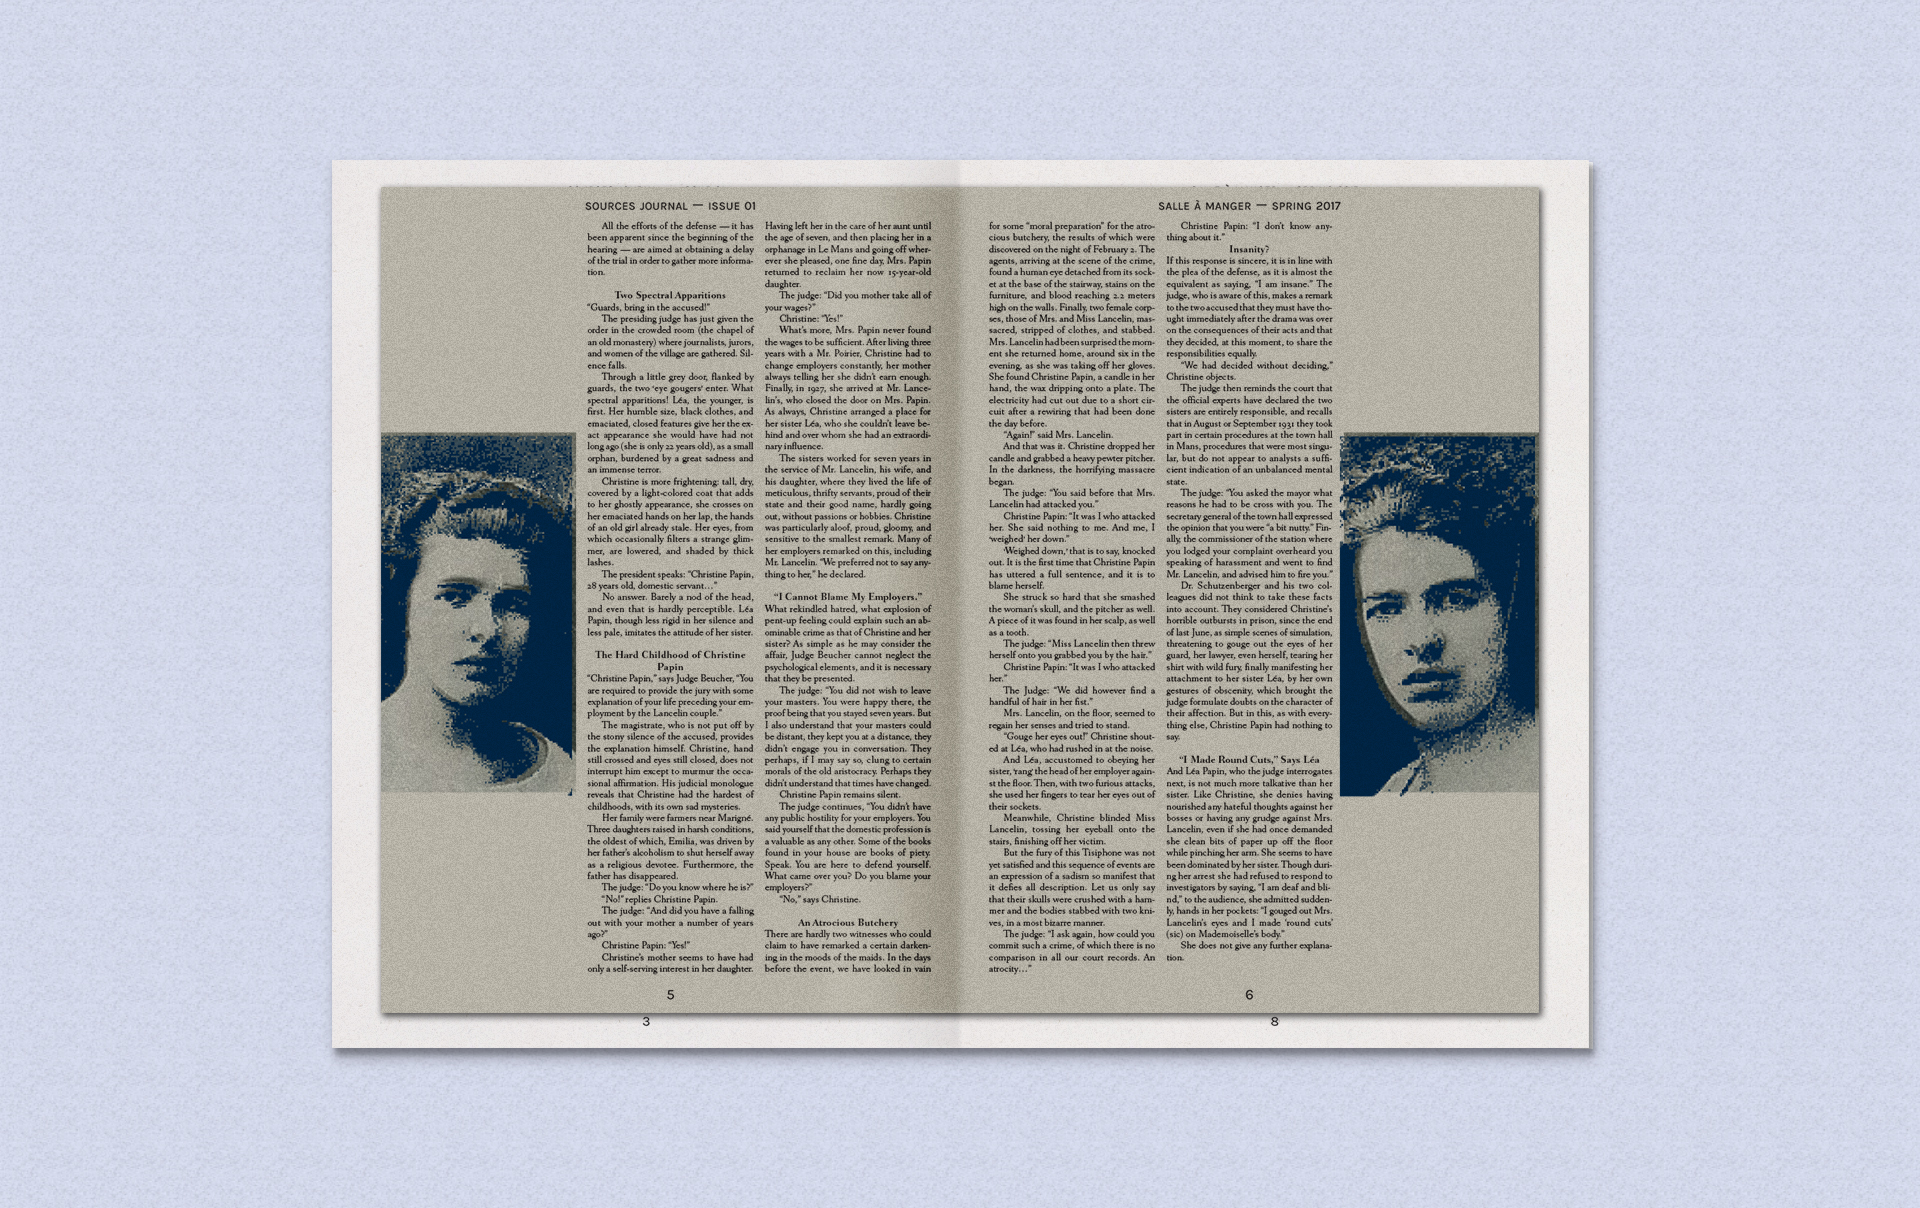 SOURCES JOURNAL — ISSUE 01
All the efforts of the defense — it has
been apparent since the beginning of the
hearing — are aimed at obtaining a delay
of the trial in order to gather more informa-
tion.
Two Spectral Apparitions
“Guards, bring in the accused!”
The presiding judge has just given the
order in the crowded room (the chapel of
an old monastery) where journalists, jurors,
and women of the village are gathered. Sil-
ence falls.
Through a little grey door, flanked by
guards, the two ‘eye gougers’ enter. What
spectral apparitions! Léa, the younger, is
first. Her humble size, black clothes, and
emaciated, closed features give her the ex-
act appearance she would have had not
long ago (she is only 22 years old), as a small
orphan, burdened by a great sadness and
an immense terror.
Christine is more frightening: tall, dry,
covered by a light-colored coat that adds
to her ghostly appearance, she crosses on
her emaciated hands on her lap, the hands
of an old girl already stale. Her eyes, from
which occasionally filters a strange glim-
mer, are lowered, and shaded by thick
lashes.
The president speaks: “Christine Papin,
28 years old, domestic servant...”
No answer. Barely a nod of the head,
and even that is hardly perceptible. Léa
Papin, though less rigid in her silence and
less pale, imitates the attitude of her sister.
The Hard Childhood of Christine
Papin
“Christine Papin,” says Judge Beucher, “You
are required to provide the jury with some
explanation of your life preceding your em-
ployment by the Lancelin couple.”
The magistrate, who is not put off by
the stony silence of the accused, provides
the explanation himself. Christine, hand
still crossed and eyes still closed, does not
interrupt him except to murmur the occa-
sional affirmation. His judicial monologue
reveals that Christine had the hardest of
childhoods, with its own sad mysteries.
Her family were farmers near Marigné.
Three daughters raised in harsh conditions,
the oldest of which, Emilia, was driven by
her father’s alcoholism to shut herself away
as a religious devotee. Furthermore, the
father has disappeared.
The judge: “Do you know where he is?”
“No!” replies Christine Papin.
The judge: “And did you have a falling
out with your mother a number of years
ago?”
Christine Papin: “Yes!”
Christine’s mother seems to have had
only a self-serving interest in her daughter.
Having left her in the care of her aunt until
the age of seven, and then placing her in a
orphanage in Le Mans and going off wher-
ever she pleased, one fine day, Mrs. Papin
returned to reclaim her now 15-year-old
daughter.
The judge: “Did you mother take all of
your wages?”
Christine: “Yes!”
What’s more, Mrs. Papin never found
the wages to be sufficient. After living three
years with a Mr. Poirier, Christine had to
change employers constantly, her mother
always telling her she didn’t earn enough.
Finally, in 1927, she arrived at Mr. Lance-
lin’s, who closed the door on Mrs. Papin.
As always, Christine arranged a place for
her sister Léa, who she couldn’t leave be-
hind and over whom she had an extraordi-
nary influence.
The sisters worked for seven years in
the service of Mr. Lancelin, his wife, and
his daughter, where they lived the life of
meticulous, thrifty servants, proud of their
state and their good name, hardly going
out, without passions or hobbies. Christine
was particularly aloof, proud, gloomy, and
sensitive to the smallest remark. Many of
her employers remarked on this, including
Mr. Lancelin. “We preferred not to say any-
thing to her,” he declared.
“I Cannot Blame My Employers.”
What rekindled hatred, what explosion of
pent-up feeling could explain such an ab-
ominable crime as that of Christine and her
sister? As simple as he may consider the
affair, Judge Beucher cannot neglect the
psychological elements, and it is necessary
that they be presented.
The judge: “You did not wish to leave
your masters. You were happy there, the
proof being that you stayed seven years. But
I also understand that your masters could
be distant, they kept you at a distance, they
didn’t engage you in conversation. They
perhaps, if I may say so, clung to certain
morals of the old aristocracy. Perhaps they
didn’t understand that times have changed.
Christine Papin remains silent.
The judge continues, “You didn’t have
any public hostility for your employers. You
said yourself that the domestic profession is
a valuable as any other. Some of the books
found in your house are books of piety.
Speak. You are here to defend yourself.
What came over you? Do you blame your
employers?”
“No,” says Christine.
An Atrocious Butchery
There are hardly two witnesses who could
claim to have remarked a certain darken-
ing in the moods of the maids. In the days
before the event, we have looked in vain
5
3
SALLE À MANGER — SPRING 2017
for some “moral preparation” for the atro-
cious butchery, the results of which were
discovered on the night of February 2. The
agents, arriving at the scene of the crime,
found a human eye detached from its sock-
et at the base of the stairway, stains on the
furniture, and blood reaching 2.2 meters
high on the walls. Finally, two female corp-
ses, those of Mrs. and Miss Lancelin, mas-
sacred, stripped of clothes, and stabbed.
Mrs. Lancelin had been surprised the mom-
ent she returned home, around six in the
evening, as she was taking off her gloves.
She found Christine Papin, a candle in her
hand, the wax dripping onto a plate. The
electricity had cut out due to a short cir-
cuit after a rewiring that had been done
the day before.
“Again!” said Mrs. Lancelin.
And that was it. Christine dropped her
candle and grabbed a heavy pewter pitcher.
In the darkness, the horrifying massacre
began.
The judge: “You said before that Mrs.
Lancelin had attacked you.”
Christine Papin: “It was I who attacked
her. She said nothing to me. And me, I
‘weighed’ her down.”
‘Weighed down,’ that is to say, knocked
out. It is the first time that Christine Papin
has uttered a full sentence, and it is to
blame herself.
She struck so hard that she smashed
the woman’s skull, and the pitcher as well.
A piece of it was found in her scalp, as well
as a tooth.
The judge: “Miss Lancelin then threw
herself onto you grabbed you by the hair.”
Christine Papin: “It was I who attacked
her.”
The Judge: “We did however find a
handful of hair in her fist.”
Mrs. Lancelin, on the floor, seemed to
regain her senses and tried to stand.
“Gouge her eyes out!” Christine shout-
ed at Léa, who had rushed in at the noise.
And Léa, accustomed to obeying her
sister, ‘rang the head of her employer again-
st the floor. Then, with two furious attacks,
she used her fingers to tear her eyes out of
their sockets.
Meanwhile, Christine blinded Miss
Lancelin, tossing her eyeball onto the
stairs, finishing off her victim.
But the fury of this Tisiphone was not
yet satisfied and this sequence of events are
an expression of a sadism so manifest that
it defies all description. Let us only say
that their skulls were crushed with a ham-
mer and the bodies stabbed with two kni-
ves, in a most bizarre manner.
The judge: “I ask again, how could you
commit such a crime, of which there is no
comparison in all our court records. An
atrocity...”
Christine Papin: “I don’t know any-
thing about it.”
Insanity?
If this response is sincere, it is in line with
the plea of the defense, as it is almost the
equivalent as saying, “I am insane.” The
judge, who is aware of this, makes a remark
to the two accused that they must have tho-
ught immediately after the drama was over
on the consequences of their acts and that
they decided, at this moment, to share the
responsibilities equally.
“We had decided without deciding,”
Christine objects.
The judge then reminds the court that
the official experts have declared the two
sisters are entirely responsible, and recalls
that in August or September 1931 they took
part in certain procedures at the town hall
in Mans, procedures that were most singu-
lar, but do not appear to analysts a suffi-
cient indication of an unbalanced mental
state.
The judge: “You asked the mayor what
reasons he had to be cross with you. The
secretary general of the town hall expressed
the opinion that you were “a bit nutty.” Fin-
ally, the commissioner of the station where
you lodged your complaint overheard you
speaking of harassment and went to find
Mr. Lancelin, and advised him to fire you.”
Dr. Schutzenberger and his two col-
leagues did not think to take these facts
into account. They considered Christine’s
horrible outbursts in prison, since the end
of last June, as simple scenes of simulation,
threatening to gouge out the eyes of her
guard, her lawyer, even herself, tearing her
shirt with wild fury, finally manifesting her
attachment to her sister Léa, by her own
gestures of obscenity, which brought the
judge formulate doubts on the character of
their affection. But in this, as with every-
thing else, Christine Papin had nothing to
say.
“I Made Round Cuts,” Says Léa
And Léa Papin, who the judge interrogates
next, is not much more talkative than her
sister. Like Christine, she denies having
nourished any hateful thoughts against her
bosses or having any grudge against Mrs.
Lancelin, even if she had once demanded
she clean bits of paper up off the floor
while pinching her arm. She seems to have
been dominated by her sister. Though duri-
ng her arrest she had refused to respond to
investigators by saying, “I am deaf and bli-
nd,” to the audience, she admitted sudden-
ly, hands in her pockets: “I gouged out Mrs.
Lancelin’s eyes and I made ‘round cuts’
(sic) on Mademoiselle’s body.”
She does not give any further explana-
tion.
6
8